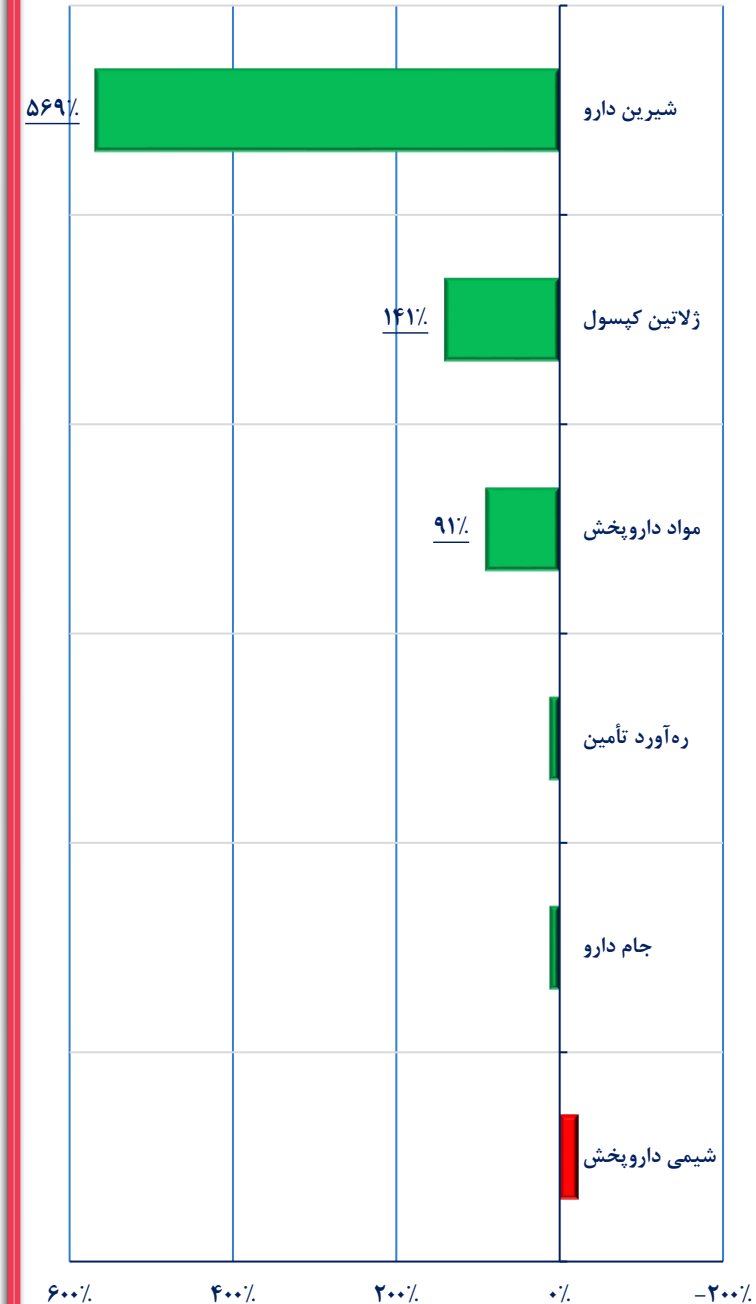 شیرین دارو
۵۶۹٪
ژلاتین کپسول
۱۴۱٪
مواد داروپخش
۹۱٪
ره‌آورد تأمین
جام دارو
شیمی داروپخش
-۲۰۰٪ ۰٪ ۲۰۰٪ ۴۰۰٪ ۶۰۰٪